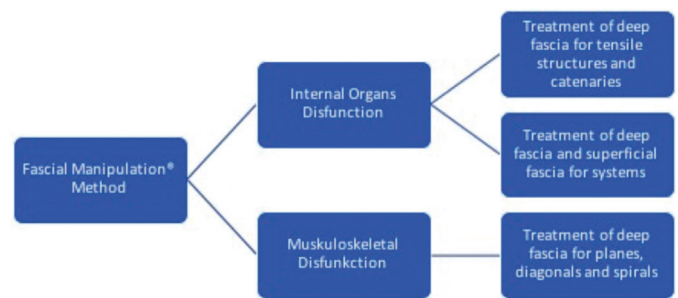 Fascial Manipulation®
Method
Internal Organs
Disfunction
Muskuloskeletal
Disfunkction
Treatment of deep
fascia for tensile
structures and
catenaries
Treatment of deep
fascia and superficial
fascia for systems
Treatment of deep
fascia for planes,
diagonals and spirals